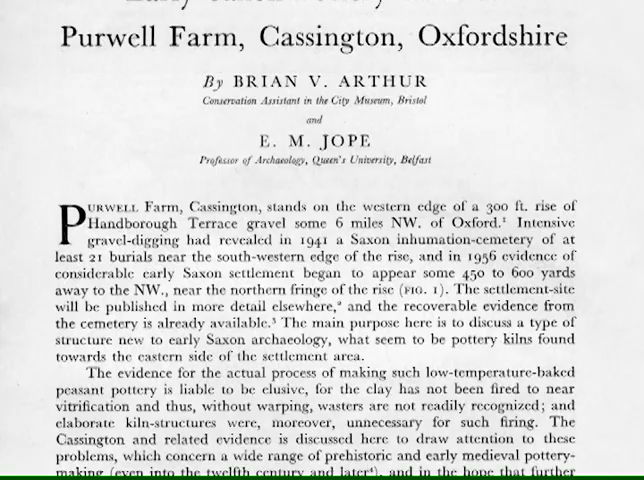 Purwell Farm, Cassington, Oxfordshire
By BRIAN V. ARTHUR
Conservation Assistant in the City Museum, Bristol
and
E. M. JOPE
Professor of Archaeology, Queen's University, Belfast
PURWELL Farm, Cassington, stands on the western edge of a 300 ft. rise of
Handborough Terrace gravel some 6 miles NW. of Oxford.¹ Intensive
gravel-digging had revealed in 1941 a Saxon inhumation-cemetery of at
least 21 burials near the south-western edge of the rise, and in 1956 evidence of
considerable early Saxon settlement began to appear some 450 to 600 yards
away to the NW., near the northern fringe of the rise (FIG. 1). The settlement-site
will be published in more detail elsewhere,² and the recoverable evidence from
the cemetery is already available.³ The main purpose here is to discuss a type of
structure new to early Saxon archaeology, what seem to be pottery kilns found
towards the eastern side of the settlement area.
The evidence for the actual process of making such low-temperature-baked
peasant pottery is liable to be elusive, for the clay has not been fired to near
vitrification and thus, without warping, wasters are not readily recognized; and
elaborate kiln-structures were, moreover, unnecessary for such firing. The
Cassington and related evidence is discussed here to draw attention to these
problems, which concern a wide range of prehistoric and early medieval pottery-
making (even into the twelfth century and later⁴), and in the hope that further